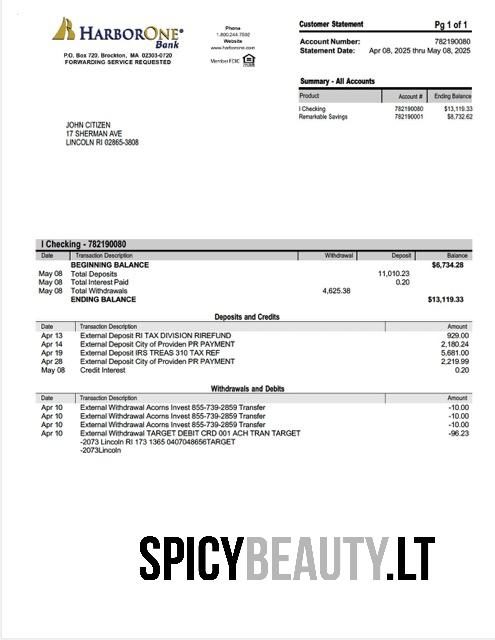 HARBORONE®
Bank
P.O. Box 720, Brockton, MA 02303-0720
FORWARDING SERVICE REQUESTED
Phone
1.800.244.7592
Website
www.harborone.com
Member FDIC
Customer Statement Pg 1 of 1
Account Number: 782190080
Statement Date: Apr 08, 2025 thru May 08, 2025
Summary - All Accounts
Product Account # Ending Balance
I Checking 782190080 $13,119.33
Remarkable Savings 782190001 $8,732.62
JOHN CITIZEN
17 SHERMAN AVE
LINCOLN RI 02865-3808
I Checking - 782190080
Date Transaction Description Withdrawal Deposit Balance
BEGINNING BALANCE $6,734.28
May 08 Total Deposits 11,010.23
May 08 Total Interest Paid 0.20
May 08 Total Withdrawals 4,625.38
ENDING BALANCE $13,119.33
Deposits and Credits
Date Transaction Description Amount
Apr 13 External Deposit RI TAX DIVISION RIREFUND 929.00
Apr 14 External Deposit City of Providen PR PAYMENT 2,180.24
Apr 19 External Deposit IRS TREAS 310 TAX REF 5,681.00
Apr 28 External Deposit City of Providen PR PAYMENT 2,219.99
May 08 Credit Interest 0.20
Withdrawals and Debits
Date Transaction Description Amount
Apr 10 External Withdrawal Acorns Invest 855-739-2859 Transfer -10.00
Apr 10 External Withdrawal Acorns Invest 855-739-2859 Transfer -10.00
Apr 10 External Withdrawal Acorns Invest 855-739-2859 Transfer -10.00
Apr 10 External Withdrawal TARGET DEBIT CRD 001 ACH TRAN TARGET -96.23
-2073 Lincoln RI 173 1365 0407048656TARGET
-2073Lincoln
SPICYBEAUTY.LT